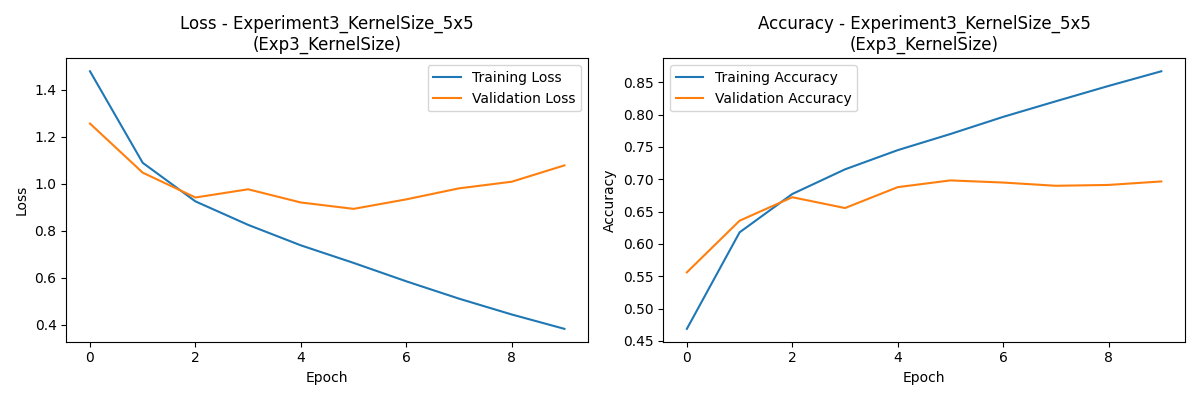 Loss - Experiment3_KernelSize_5x5
(Exp3_KernelSize)
Training Loss
Validation Loss
1.4
1.2
1.0
0.8
0.6
0.4
Loss
0 2 4 6 8
Epoch
Accuracy - Experiment3_KernelSize_5x5
(Exp3_KernelSize)
Training Accuracy
Validation Accuracy
0.85
0.80
0.75
0.70
0.65
0.60
0.55
0.50
0.45
Accuracy
0 2 4 6 8
Epoch